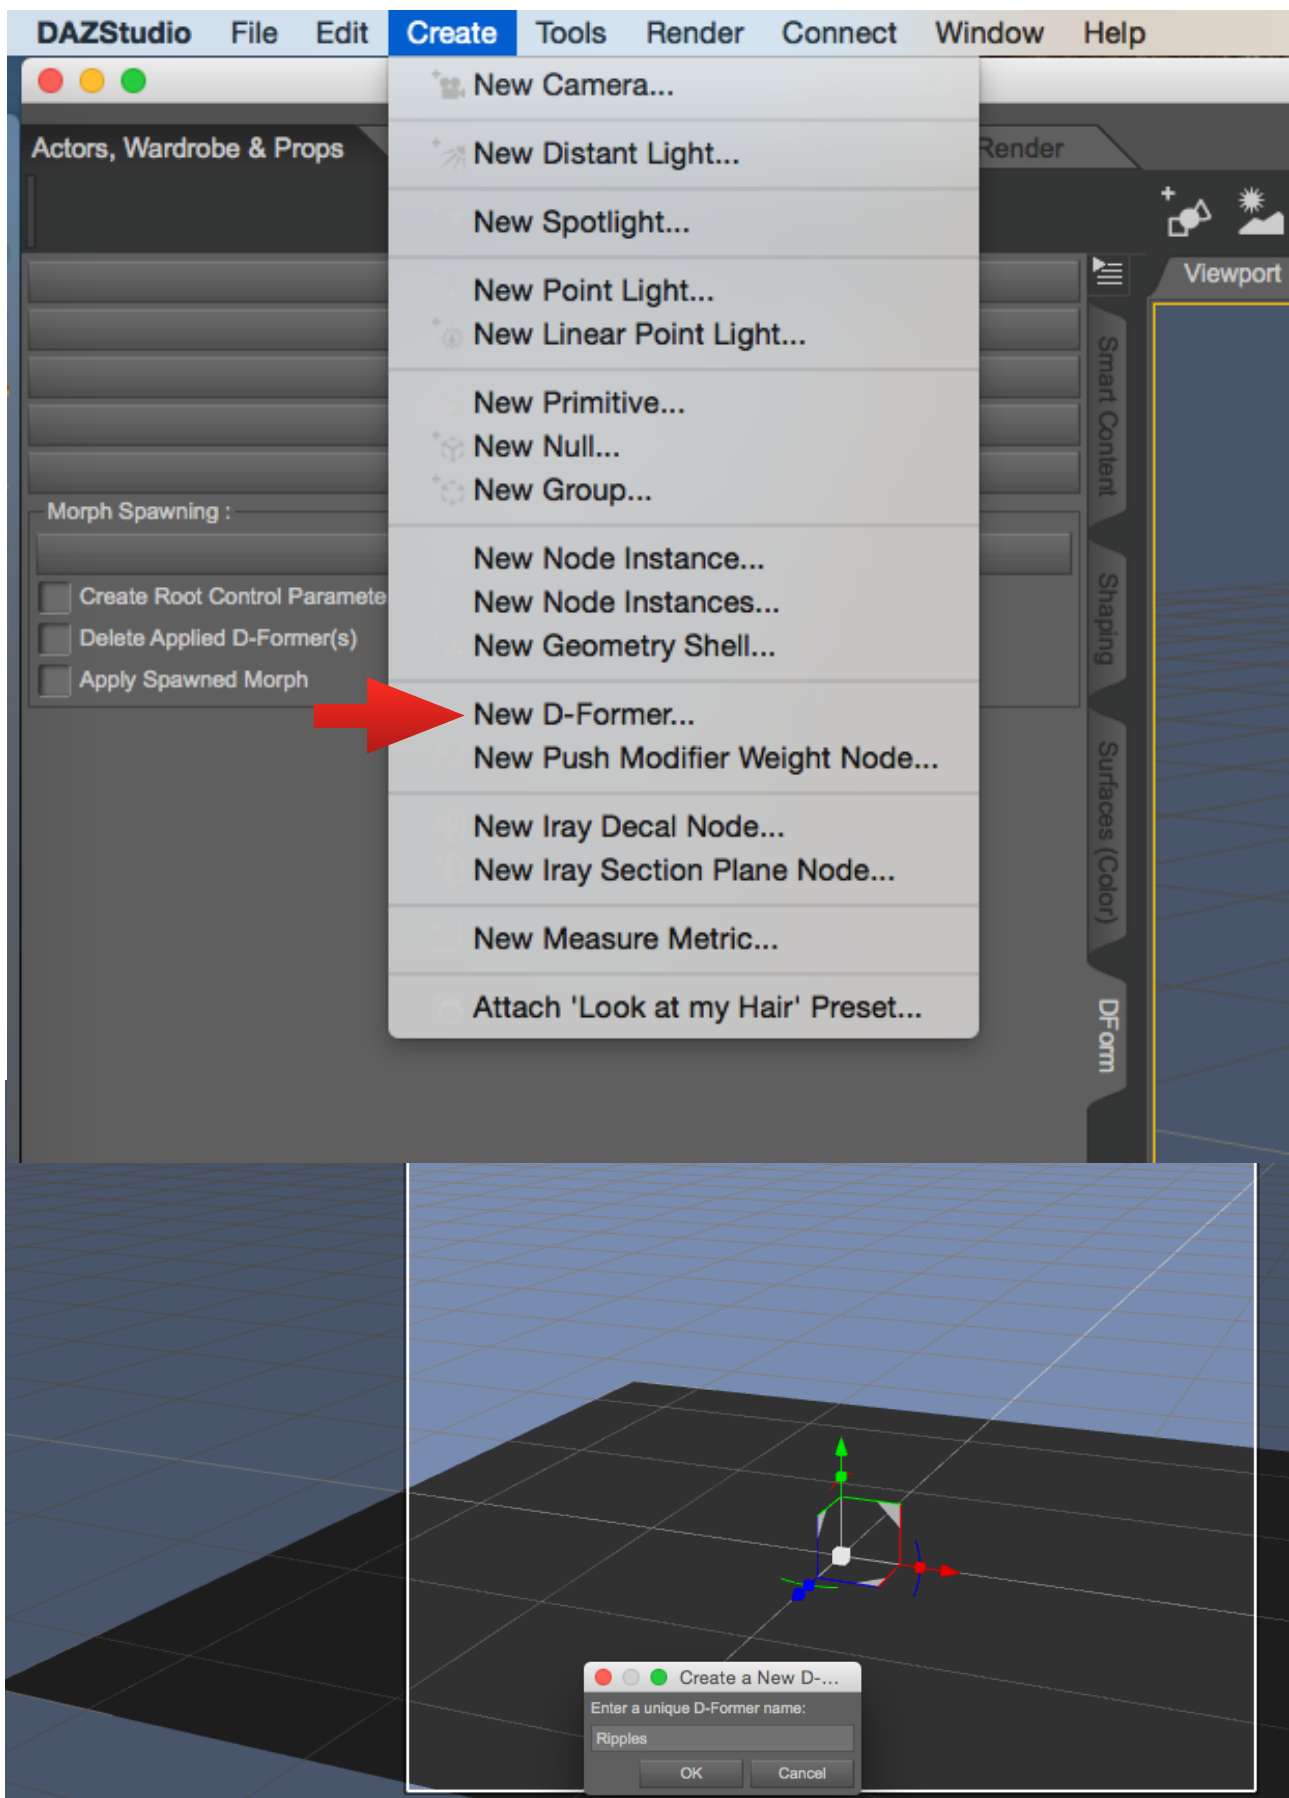 DAZStudio File Edit Create Tools Render Connect Window Help
New Camera...
Actors, Wardrobe & Props
New Distant Light...
Render
New Spotlight...
Viewport
New Point Light...
New Linear Point Light...
Smart Content
New Primitive...
New Null...
New Group...
Morph Spawning :
New Node Instance...
Create Root Control Paramete
New Node Instances...
Shaping
Delete Applied D-Former(s)
New Geometry Shell...
Apply Spawned Morph
New D-Former...
New Push Modifier Weight Node...
Surfaces (Color)
New Iray Decal Node...
New Iray Section Plane Node...
New Measure Metric...
Attach 'Look at my Hair' Preset...
DForm
Create a New D-...
Enter a unique D-Former name:
Ripples
OK Cancel